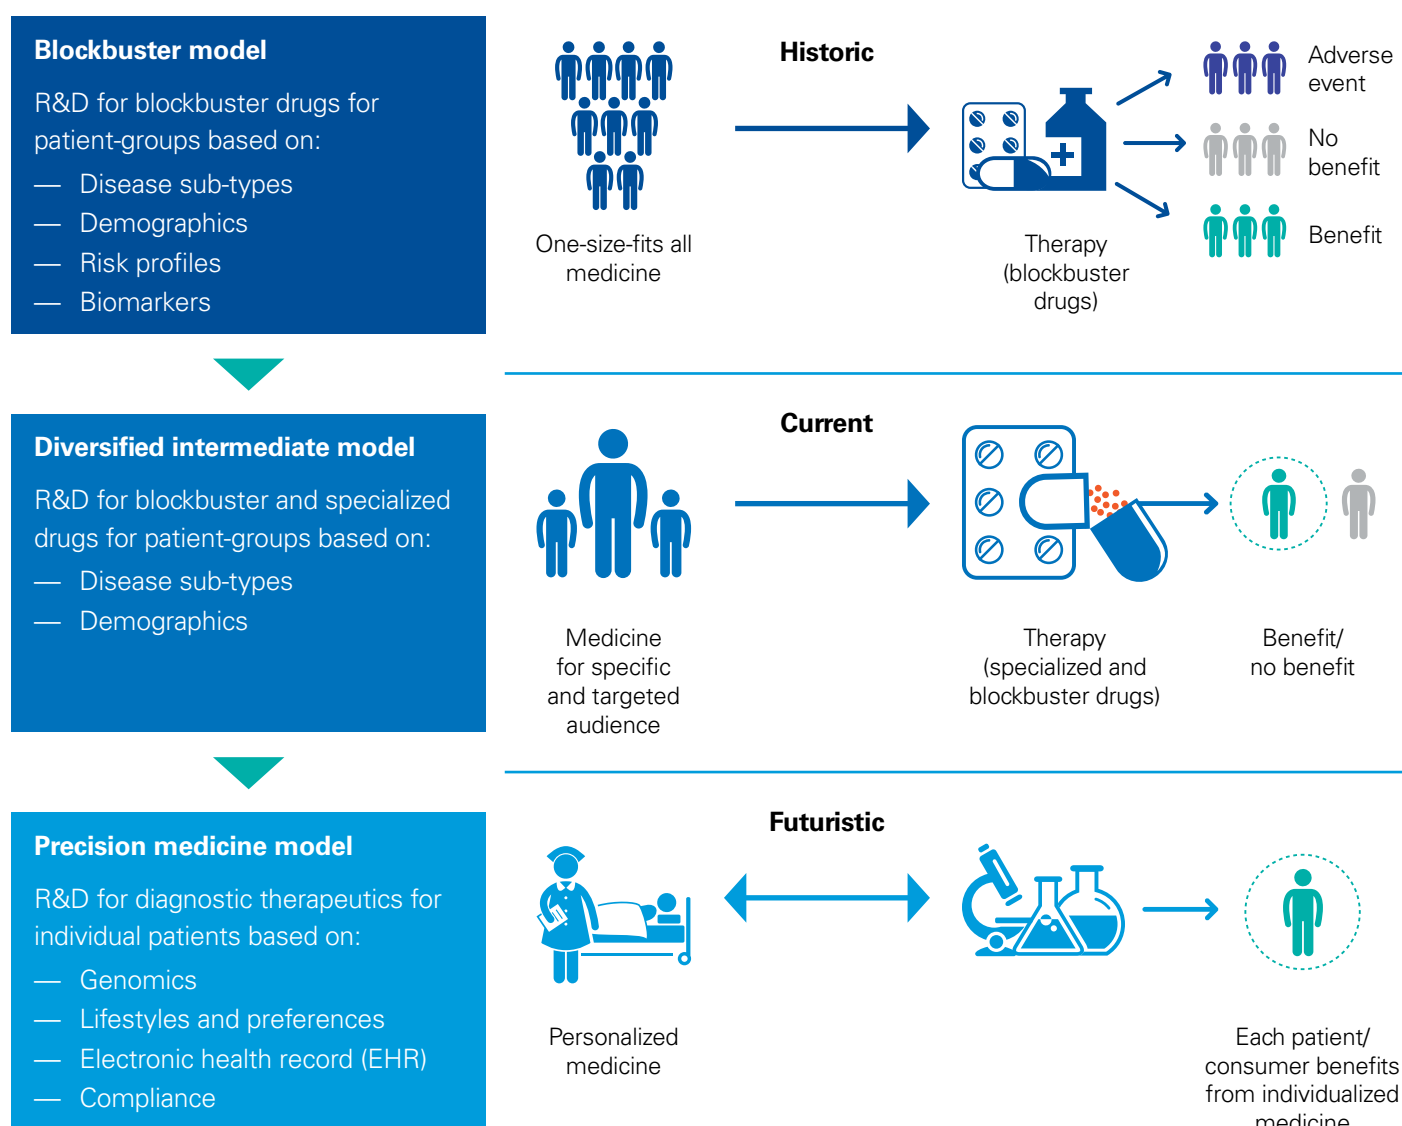 Blockbuster model
R&D for blockbuster drugs for
patient-groups based on:
— Disease sub-types
— Demographics
— Risk profiles
— Biomarkers
Historic
One-size-fits all
medicine
Therapy
(blockbuster
drugs)
Adverse
event
No
benefit
Benefit
Diversified intermediate model
R&D for blockbuster and specialized
drugs for patient-groups based on:
— Disease sub-types
— Demographics
Current
Medicine
for specific
and targeted
audience
Therapy
(specialized and
blockbuster drugs)
Benefit/
no benefit
Precision medicine model
R&D for diagnostic therapeutics for
individual patients based on:
— Genomics
— Lifestyles and preferences
— Electronic health record (EHR)
— Compliance
Futuristic
Personalized
medicine
Each patient/
consumer benefits
from individualized
medicine